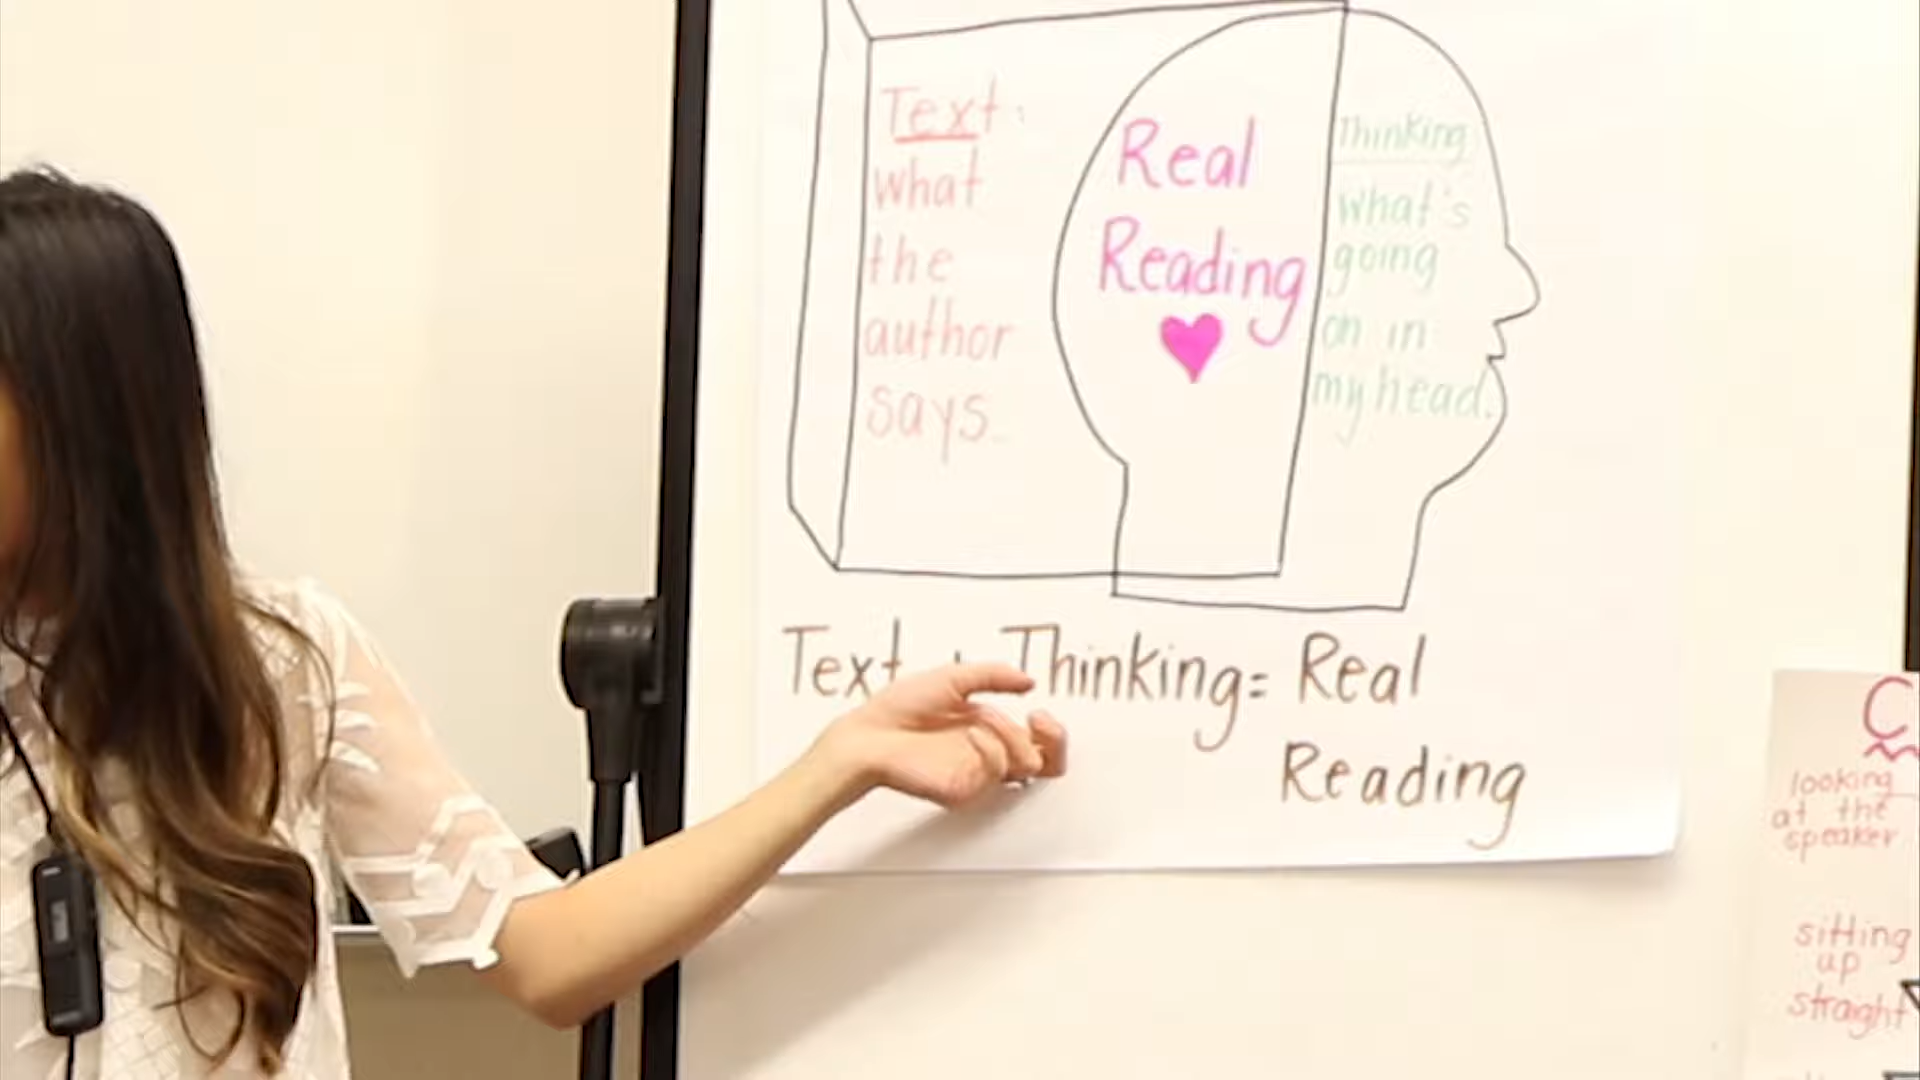 Text:
what
the
author
says.
Real
Reading
Thinking
what's
going
on in
my head.
Text + Thinking = Real
Reading
looking
at the
speaker
sitting
up
straight